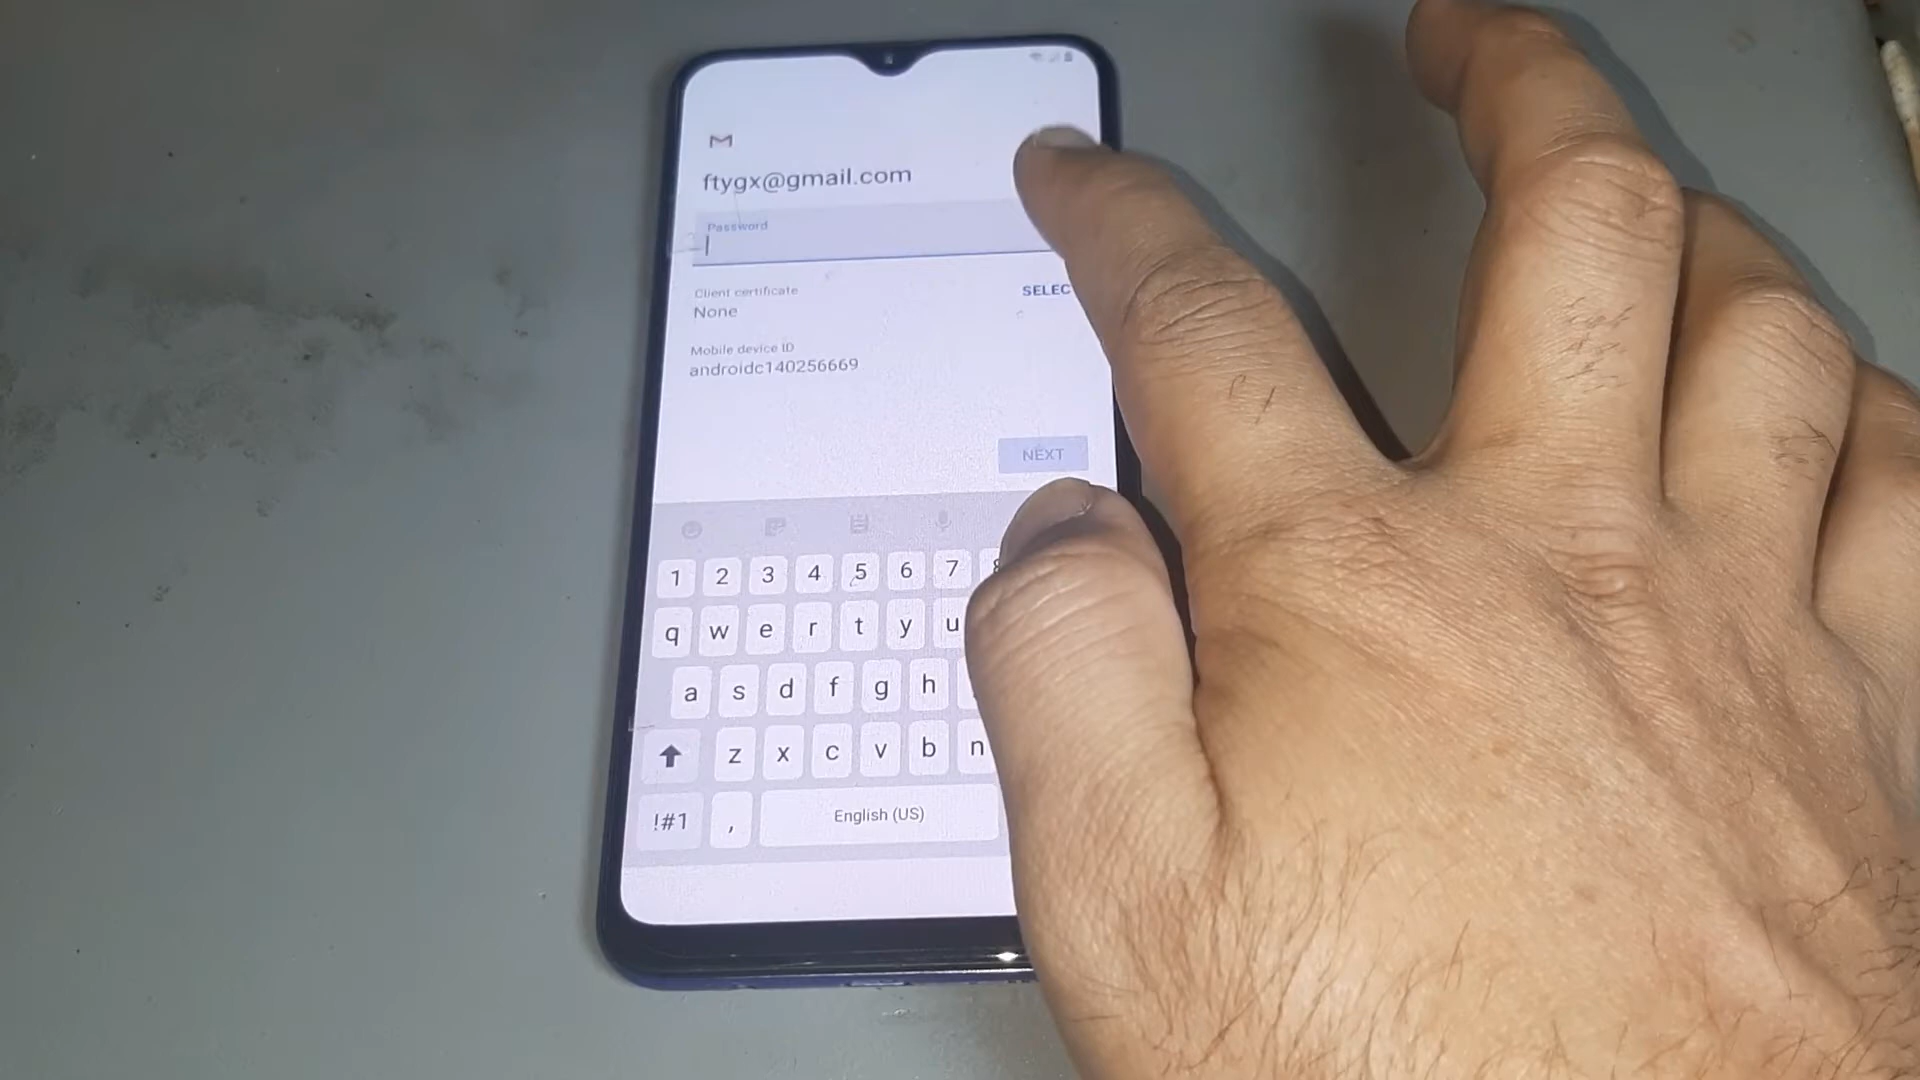 ftygx@gmail.com
Password
Client certificate
SELEC
None
Mobile device ID
androidc140256669
NEXT
1 2 3 4 5 6 7 8
q w e r t y u
a s d f g h
z x c v b n
!#1 , English (US)